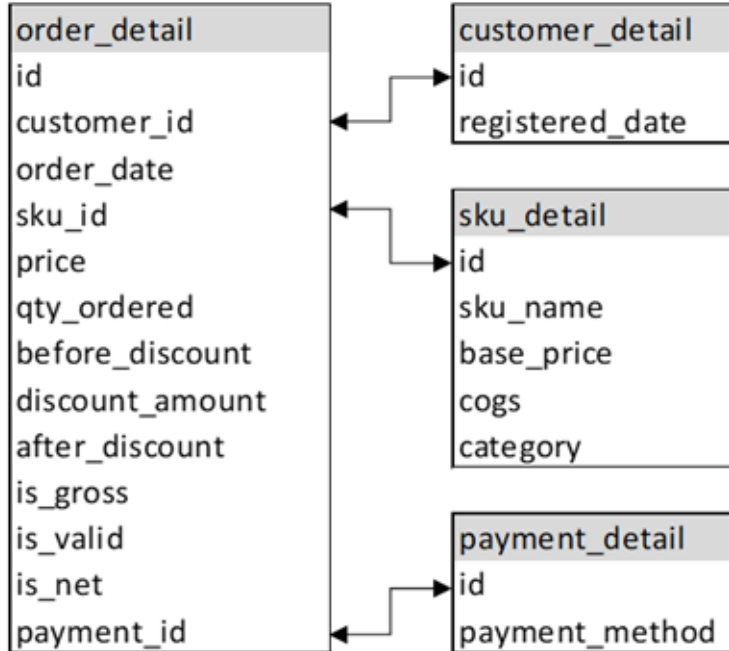 order_detail
id
customer_id
order_date
sku_id
price
qty_ordered
before_discount
discount_amount
after_discount
is_gross
is_valid
is_net
payment_id
customer_detail
id
registered_date
sku_detail
id
sku_name
base_price
cogs
category
payment_detail
id
payment_method